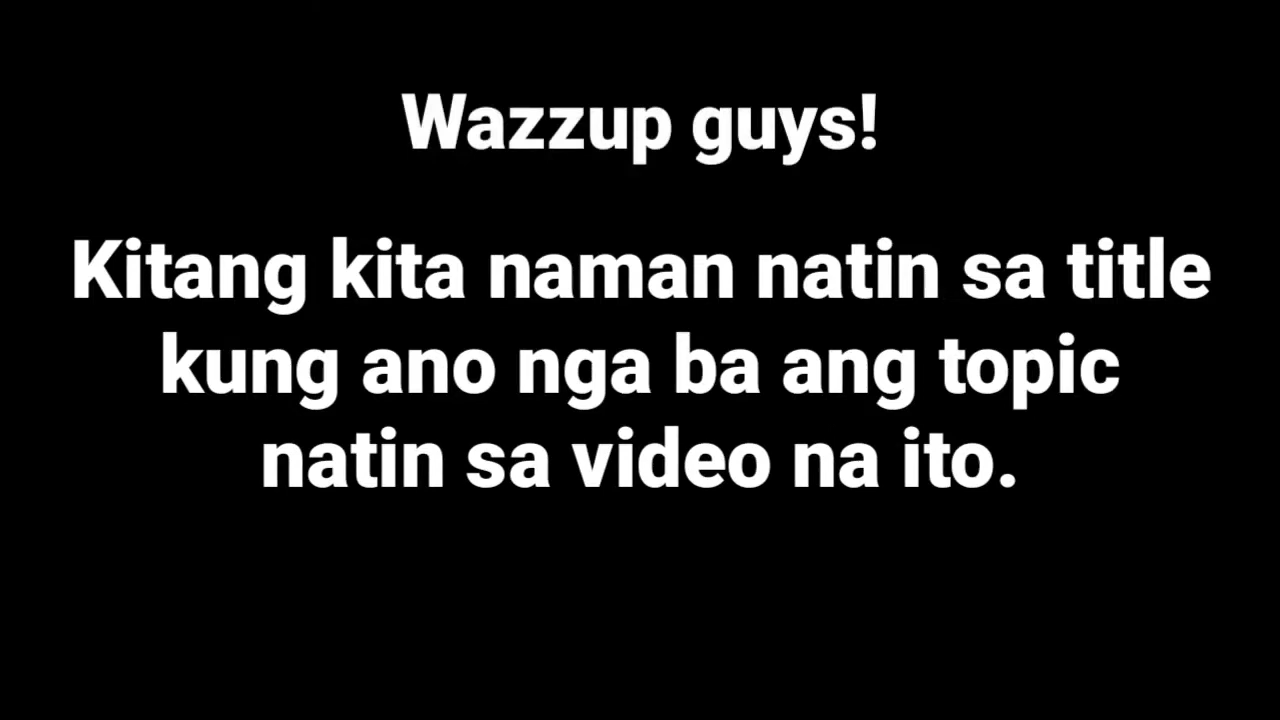 Wazzup guys!
Kitang kita naman natin sa title
kung ano nga ba ang topic
natin sa video na ito.